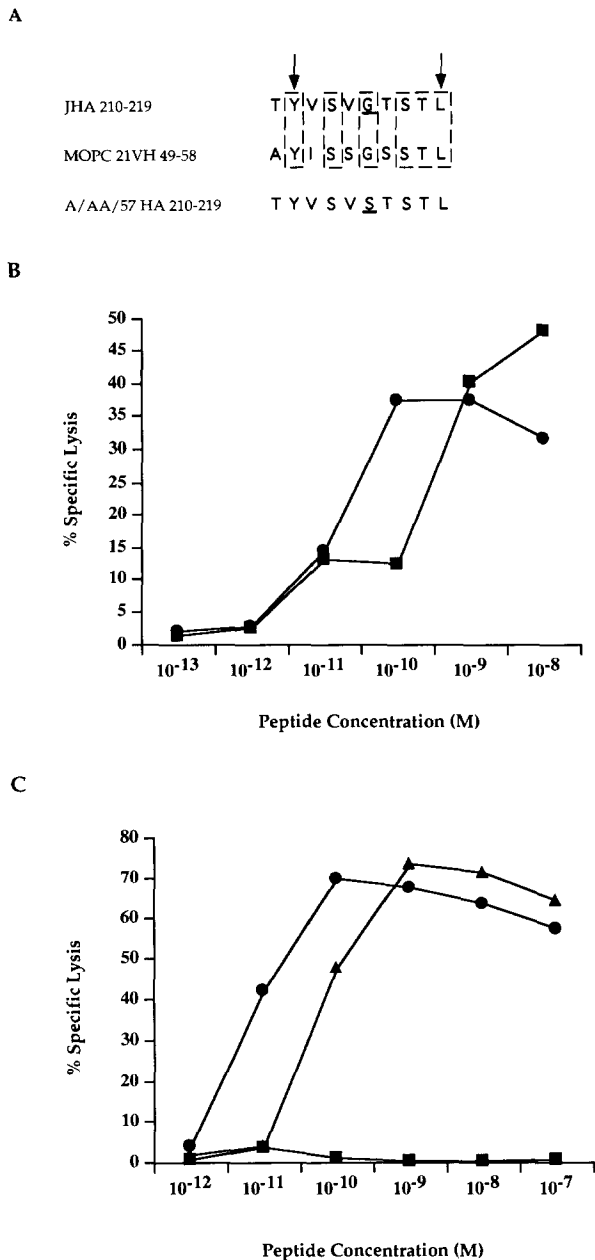 A
JHA 210-219 T Y V S V G T S T L
MOPC 21VH 49-58 A Y I S S G S S T L
A/AA/57 HA 210-219 T Y V S V S T S T L
B
50
45
40
35
30
25
20
15
10
5
0
% Specific Lysis
10-13 10-12 10-11 10-10 10-9 10-8
Peptide Concentration (M)
C
80
70
60
50
40
30
20
10
0
% Specific Lysis
10-12 10-11 10-10 10-9 10-8 10-7
Peptide Concentration (M)